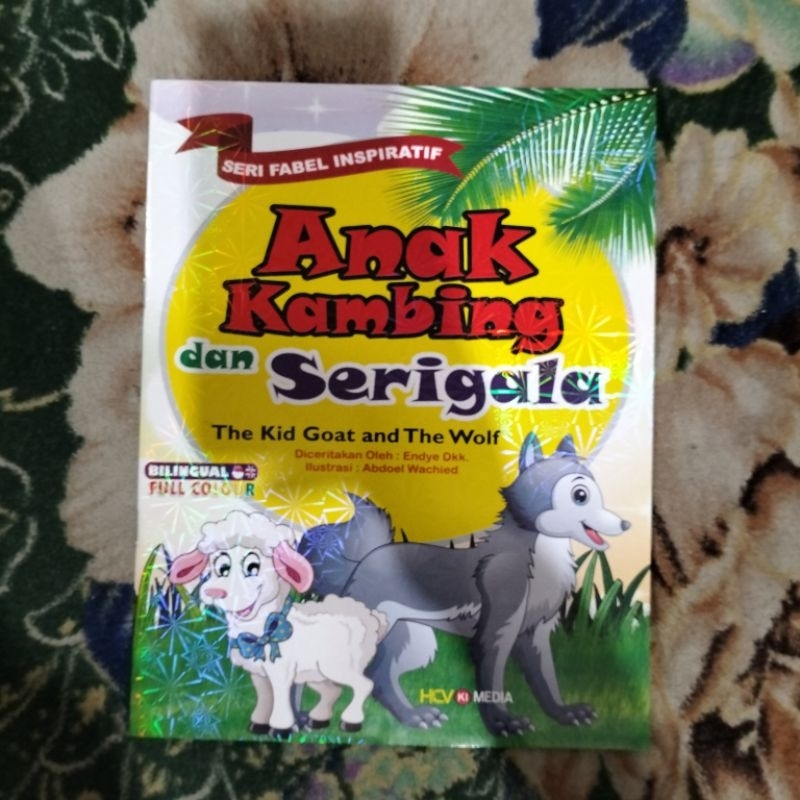 SERI FABEL INSPIRATIF
Anak
Kambing
dan Serigala
The Kid Goat and The Wolf
Diceritakan Oleh : Endye Dkk.
Ilustrasi : Abdoel Wachied
BILINGUAL
FULL COLOUR
HCV KI MEDIA